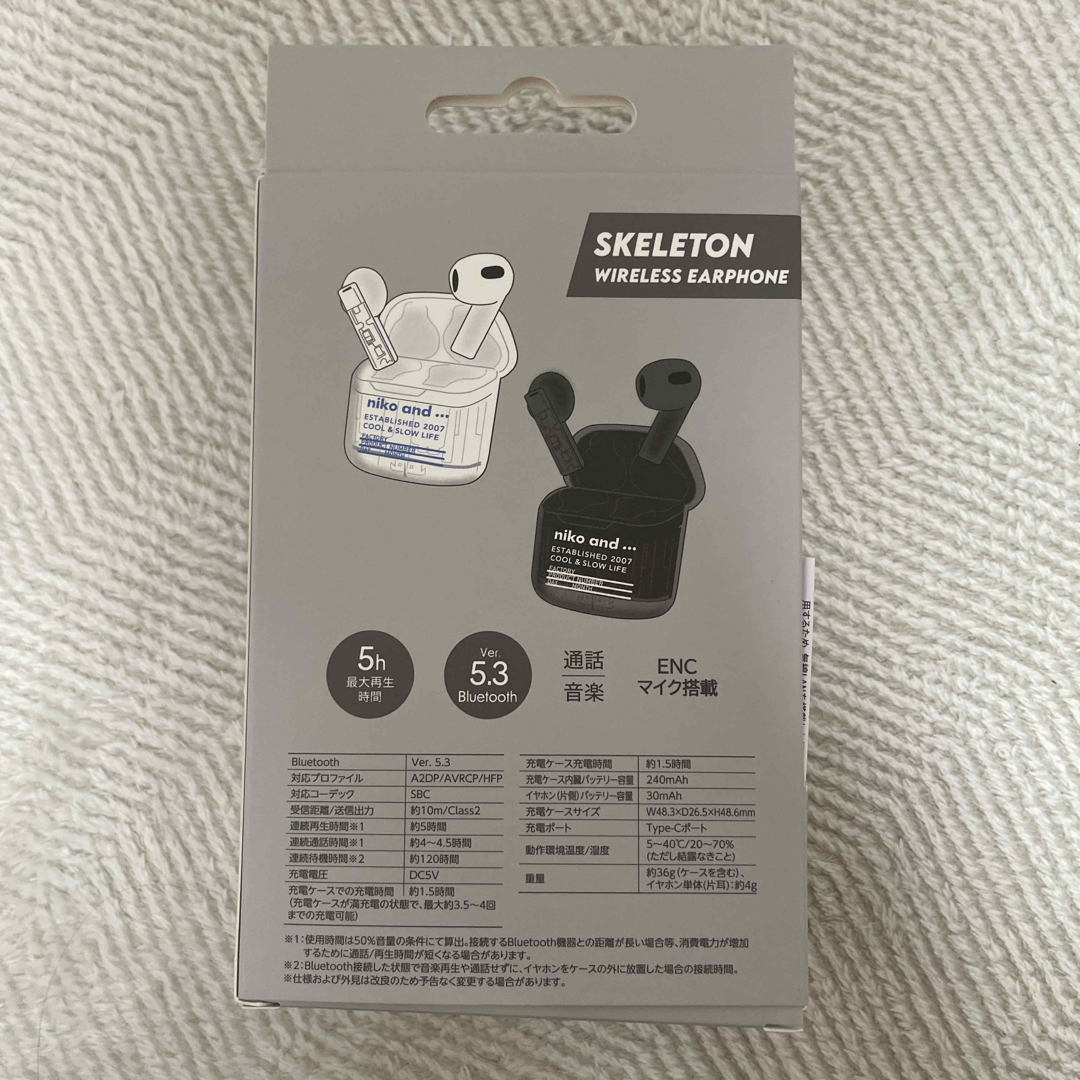 SKELETON
WIRELESS EARPHONE
niko and ...
ESTABLISHED 2007
COOL & SLOW LIFE
FACTORY
PRODUCT NUMBER
DAY MONTH
niko and ...
ESTABLISHED 2007
COOL & SLOW LIFE
FACTORY
PRODUCT NUMBER
DAY MONTH
5h
最大再生
時間
Ver.
5.3
Bluetooth
通話
音楽
ENC
マイク搭載
Bluetooth Ver. 5.3
対応プロファイル A2DP/AVRCP/HFP
対応コーデック SBC
受信距離/送信出力 約10m/Class2
連続再生時間※1 約5時間
連続通話時間※1 約4～4.5時間
連続待機時間※2 約120時間
充電電圧 DC5V
充電ケースでの充電時間 約1.5時間
(充電ケースが満充電の状態で、最大約3.5～4回
までの充電可能)
充電ケース充電時間 約1.5時間
充電ケース内臓バッテリー容量 240mAh
イヤホン(片側)バッテリー容量 30mAh
充電ケースサイズ W48.3×D26.5×H48.6mm
充電ポート Type-Cポート
動作環境温度/湿度 5～40℃/20～70%
(ただし結露なきこと)
重量 約36g(ケースを含む)、
イヤホン単体(片耳):約4g
※1:使用時間は50%音量の条件にて算出。接続するBluetooth機器との距離が長い場合等、消費電力が増加
するために通話/再生時間が短くなる場合があります。
※2:Bluetooth接続した状態で音楽再生や通話せずに、イヤホンをケースの外に放置した場合の接続時間。
※仕様および外見は改良のため予告なく変更する場合があります。
用するため、